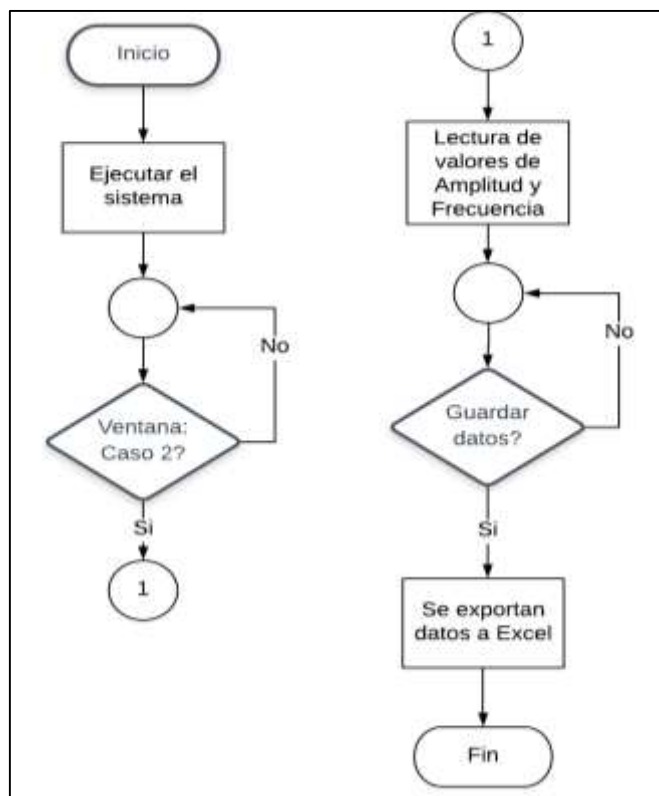 Inicio
Ejecutar el
sistema
No
Ventana:
Caso 2?
Si
1
1
Lectura de
valores de
Amplitud y
Frecuencia
No
Guardar
datos?
Si
Se exportan
datos a Excel
Fin